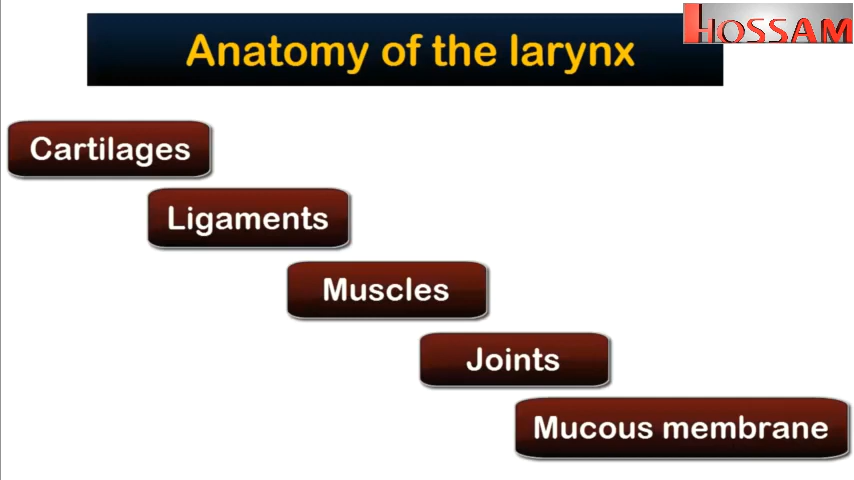 HOSSAM
Anatomy of the larynx
Cartilages
Ligaments
Muscles
Joints
Mucous membrane